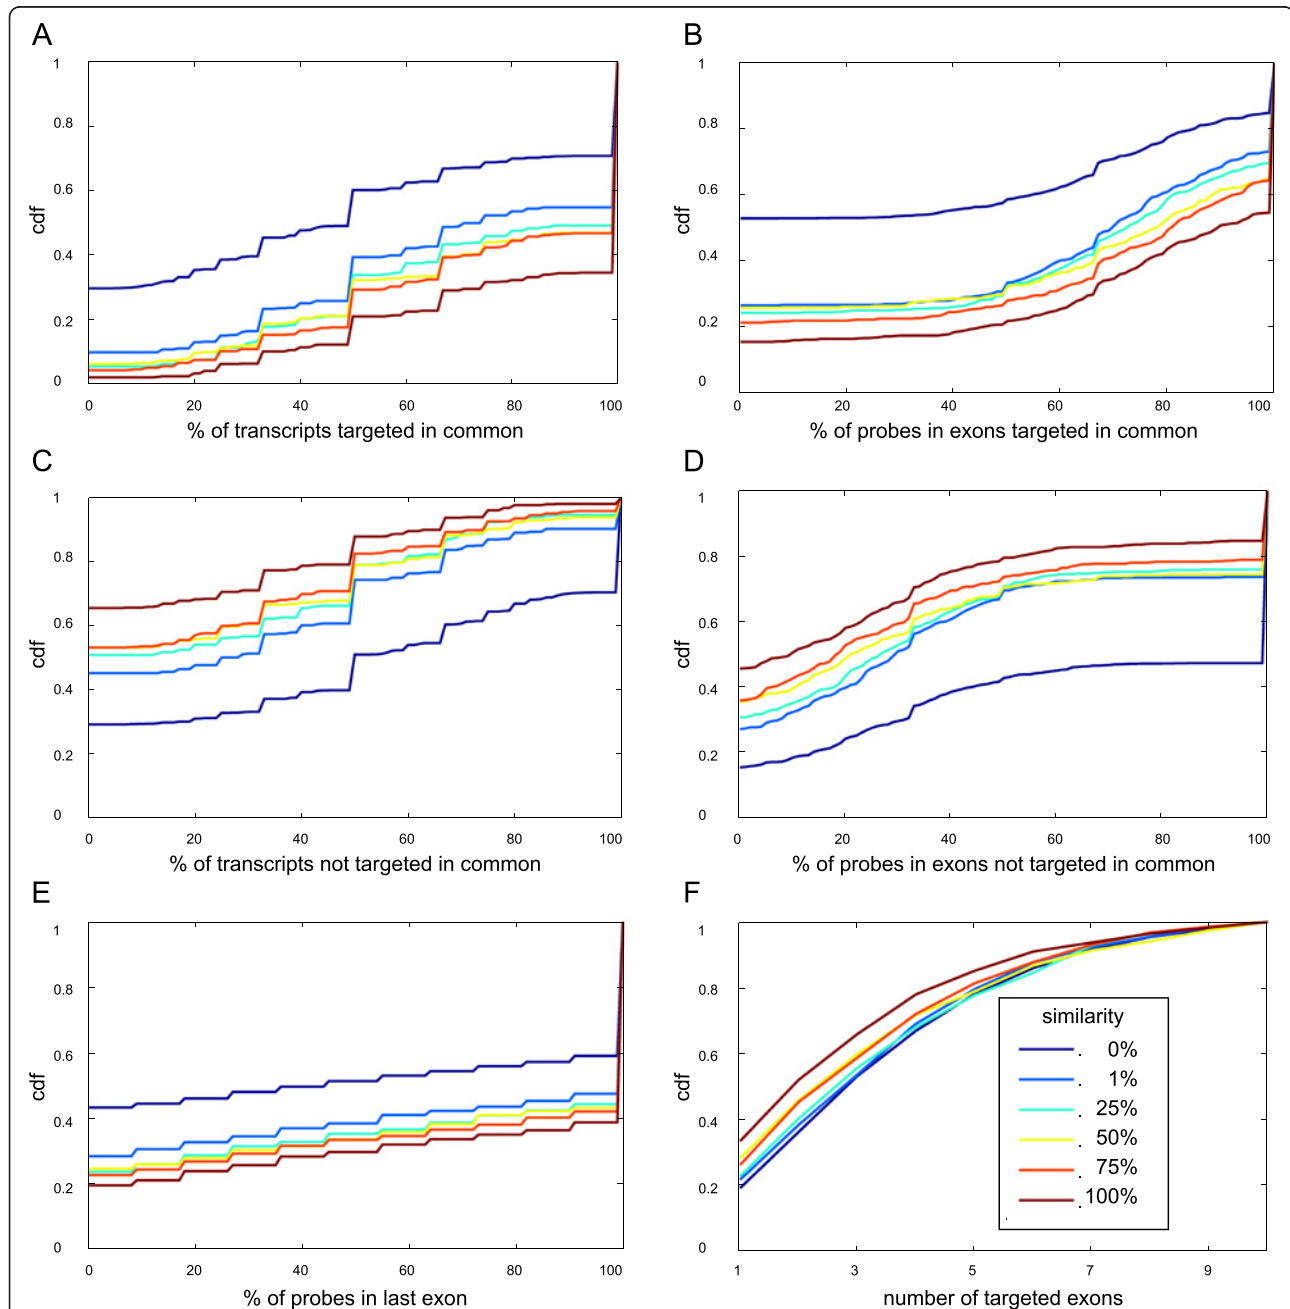 A
cdf
1
0.8
0.6
0.4
0.2
0
0 20 40 60 80 100
% of transcripts targeted in common
B
cdf
1
0.8
0.6
0.4
0.2
0
0 20 40 60 80 100
% of probes in exons targeted in common
C
cdf
1
0.8
0.6
0.4
0.2
0
0 20 40 60 80 100
% of transcripts not targeted in common
D
cdf
1
0.8
0.6
0.4
0.2
0
0 20 40 60 80 100
% of probes in exons not targeted in common
E
cdf
1
0.8
0.6
0.4
0.2
0
0 20 40 60 80 100
% of probes in last exon
F
cdf
1
0.8
0.6
0.4
0.2
0
1 3 5 7 9
number of targeted exons
similarity
0%
1%
25%
50%
75%
100%